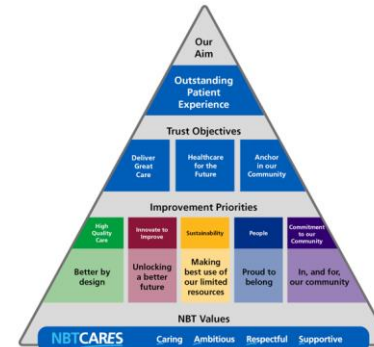 Our
Aim
Outstanding
Patient
Experience
Trust Objectives
Deliver
Great
Care
Healthcare
for the
Future
Anchor
in our
Community
Improvement Priorities
High
Quality
Care
Innovate to
Improve
Sustainability
People
Commitment
to our
Community
Better by
design
Unlocking
a better
future
Making
best use of
our limited
resources
Proud to
belong
In, and for,
our community
NBT Values
NBTCARES Caring Ambitious Respectful Supportive